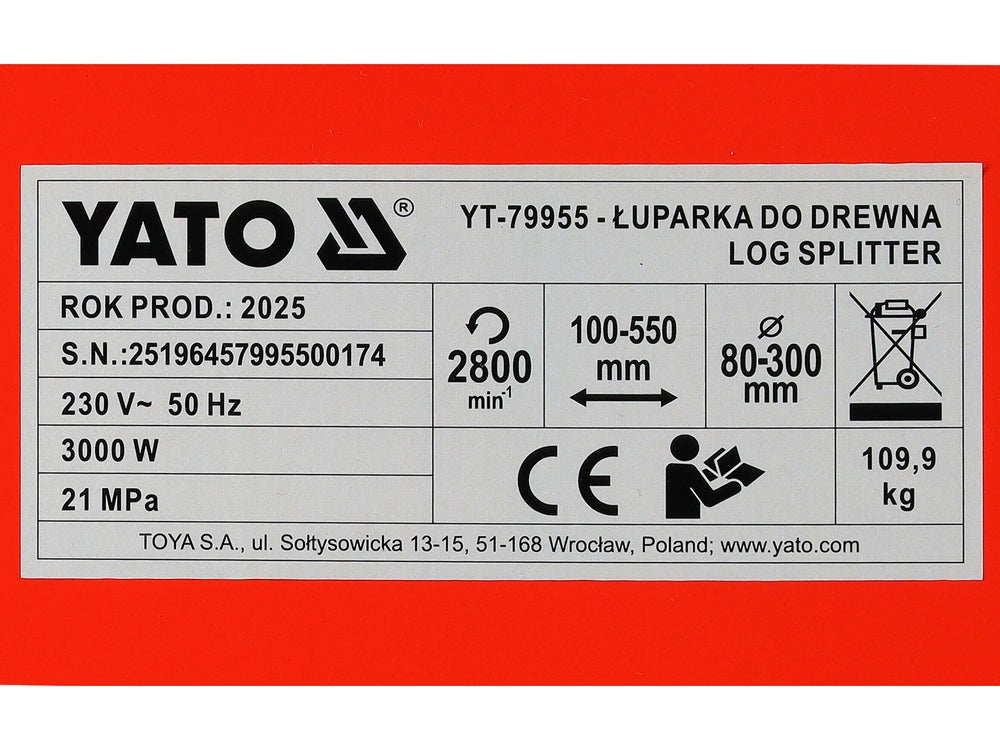 YATO ®
YT-79955 - ŁUPARKA DO DREWNA
LOG SPLITTER
ROK PROD.: 2025
S.N.:25196457995500174
230 V~ 50 Hz
3000 W
21 MPa
2800
min-1
100-550
mm
80-300
mm
CE
109,9
kg
TOYA S.A., ul. Sołtysowicka 13-15, 51-168 Wrocław, Poland; www.yato.com